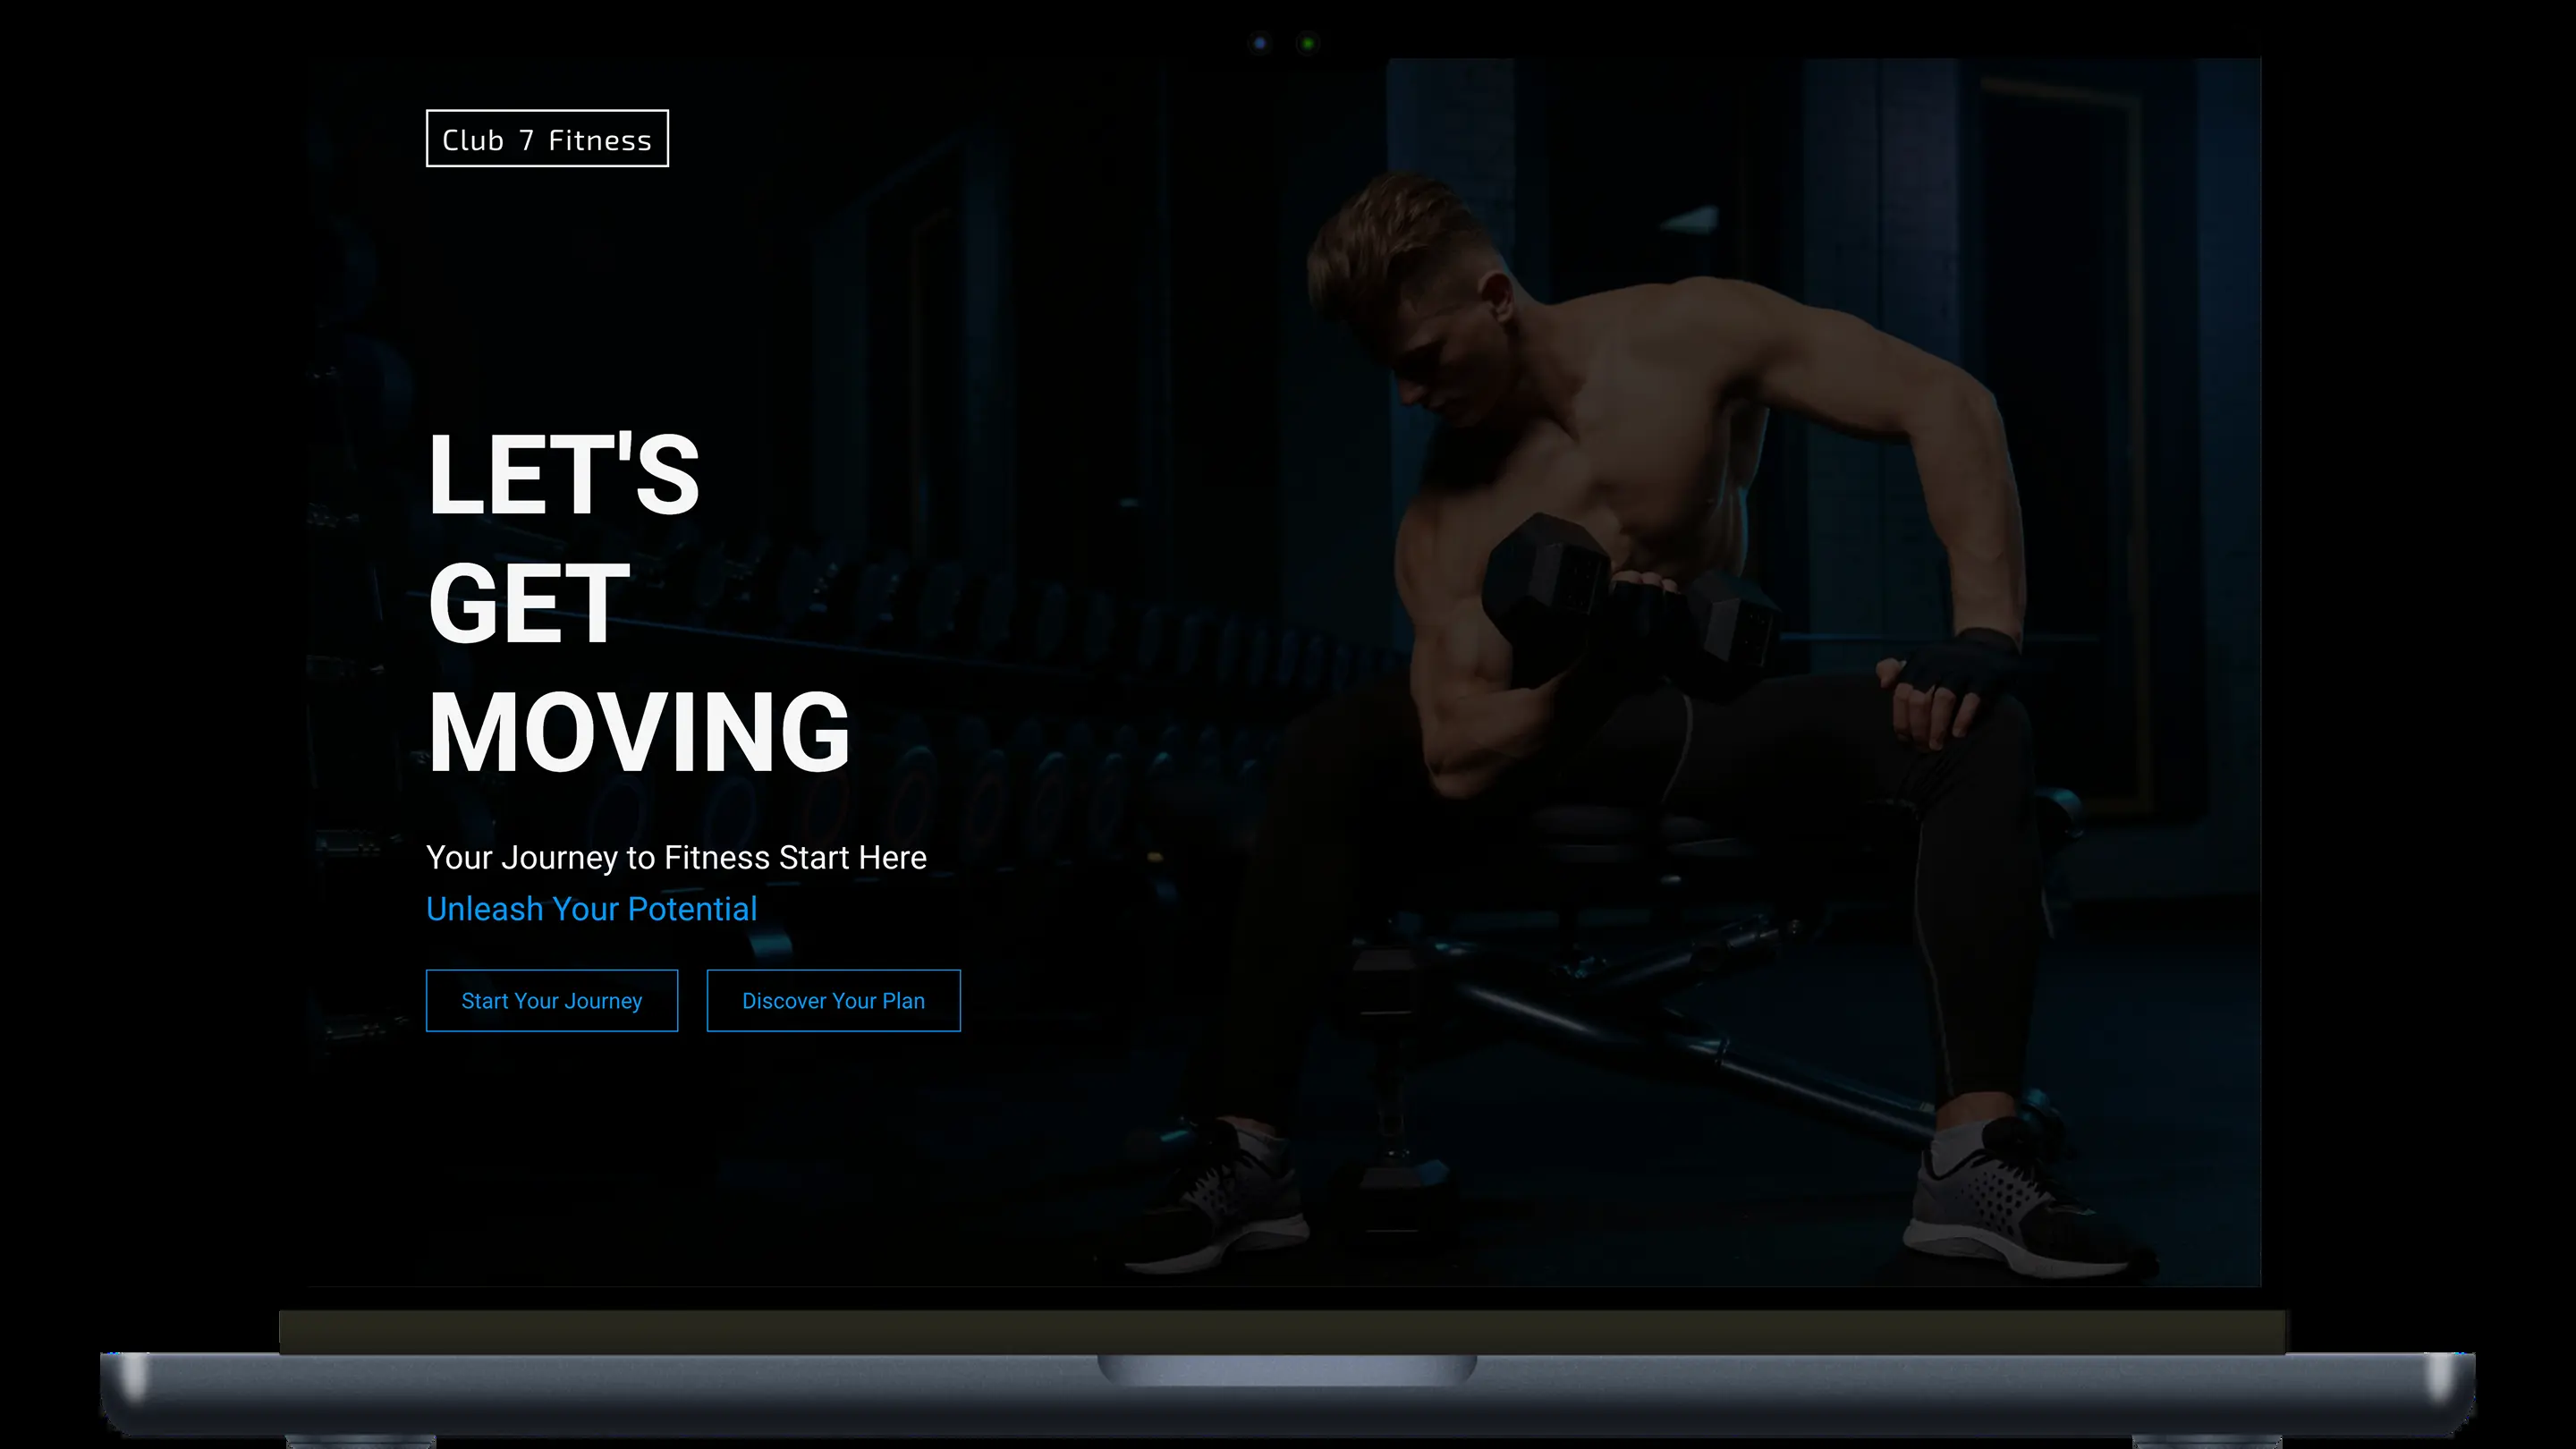 Club 7 Fitness
LET'S
GET
MOVING
Your Journey to Fitness Start Here
Unleash Your Potential
Start Your Journey
Discover Your Plan